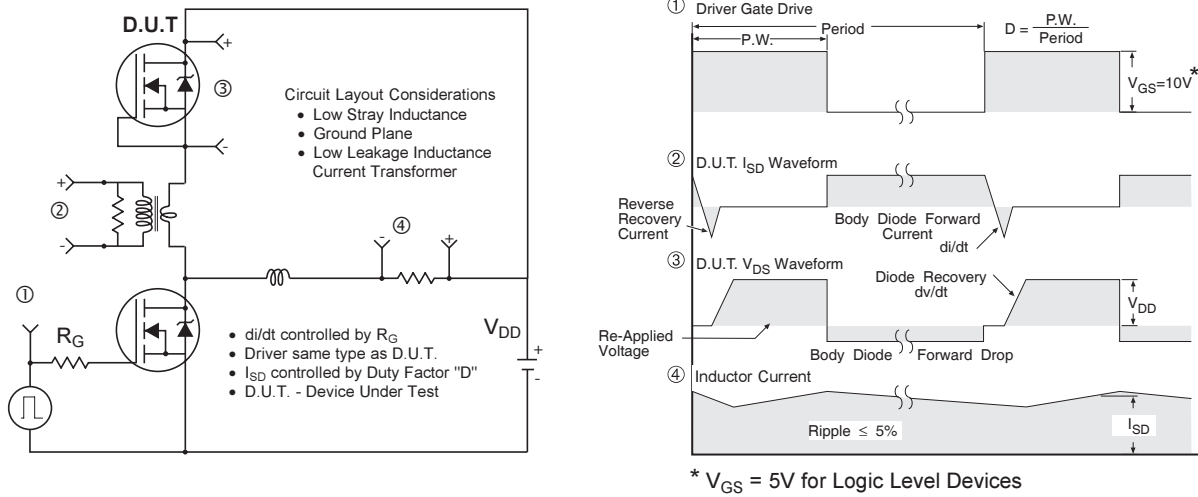 D.U.T
+
③
-
Circuit Layout Considerations
• Low Stray Inductance
• Ground Plane
• Low Leakage Inductance
Current Transformer
+
②
-
④
-
+
①
R_G
V_DD
+
-
• di/dt controlled by R_G
• Driver same type as D.U.T.
• I_SD controlled by Duty Factor "D"
• D.U.T. - Device Under Test
① Driver Gate Drive
P.W.
Period
D = P.W.
Period
V_GS=10V*
② D.U.T. I_SD Waveform
Reverse
Recovery
Current
Body Diode Forward
Current
di/dt
③ D.U.T. V_DS Waveform
Diode Recovery
dv/dt
V_DD
Re-Applied
Voltage
Body Diode Forward Drop
④ Inductor Current
Ripple ≤ 5%
I_SD
* V_GS = 5V for Logic Level Devices